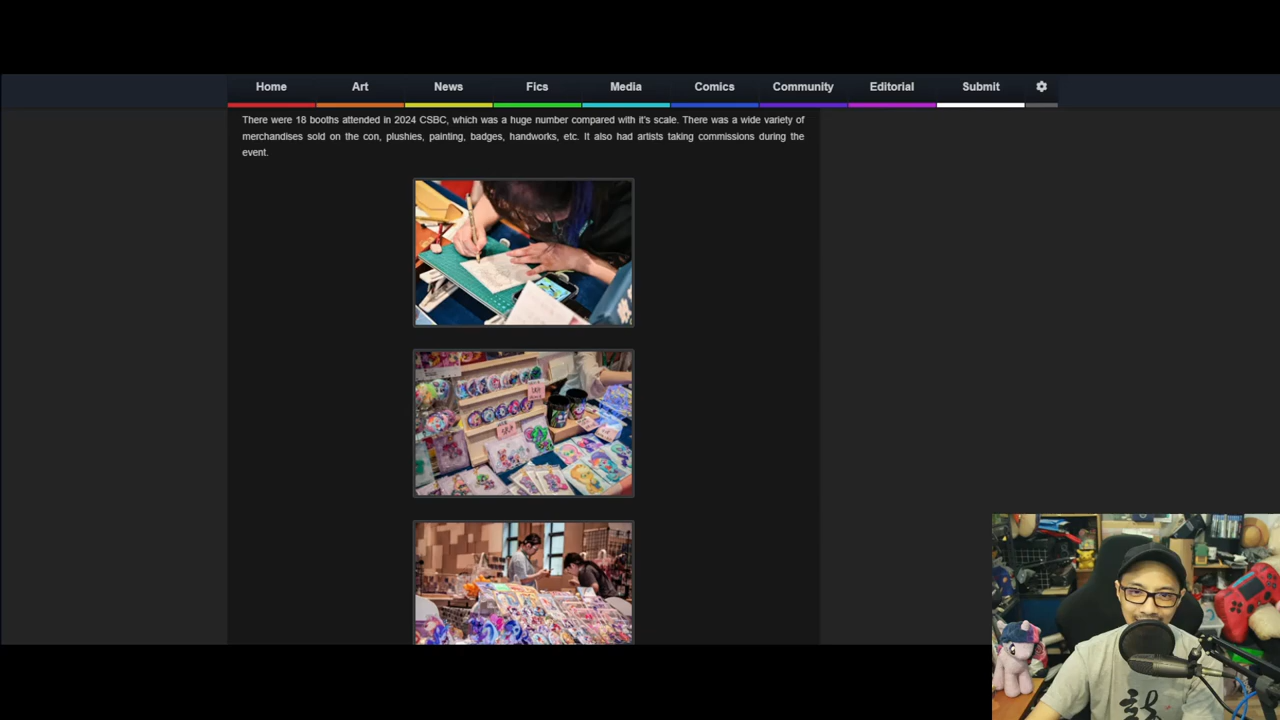 Home Art News Fics Media Comics Community Editorial Submit
There were 18 booths attended in 2024 CSBC, which was a huge number compared with it's scale. There was a wide variety of
merchandises sold on the con, plushies, painting, badges, handworks, etc. It also had artists taking commissions during the
event.
龍